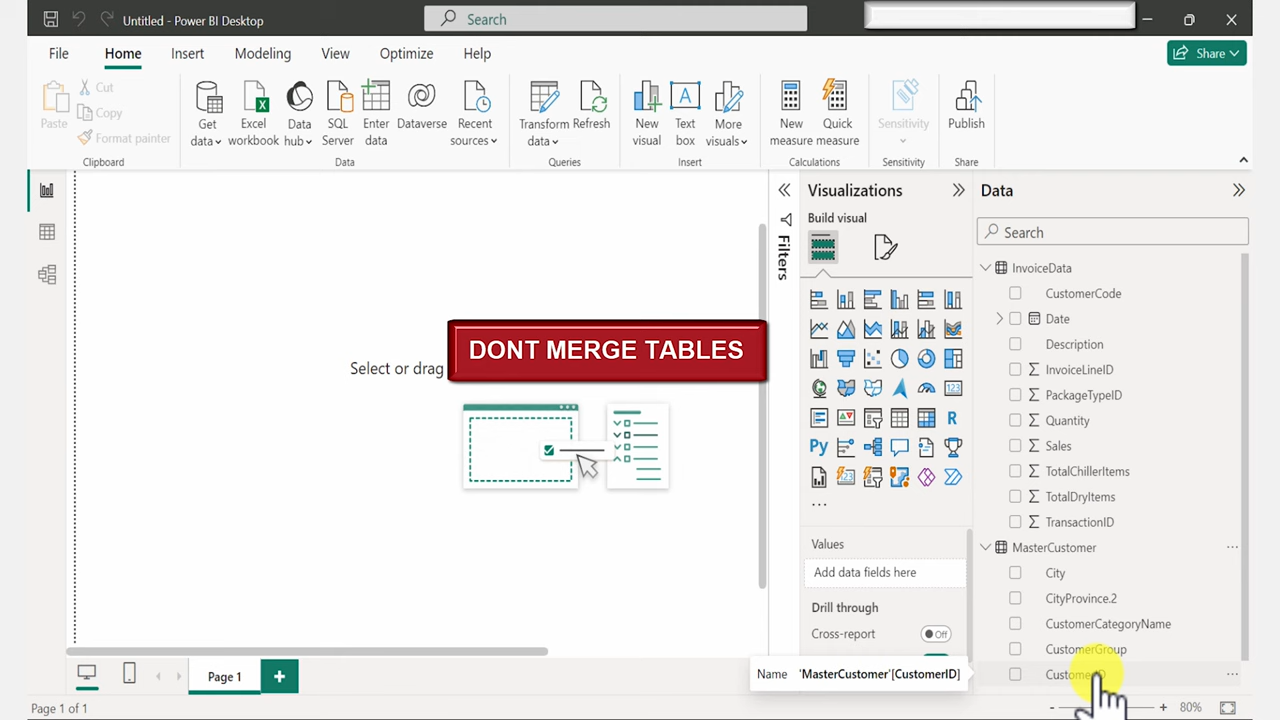 Untitled - Power BI Desktop
Search
File Home Insert Modeling View Optimize Help
Share
Paste
Cut
Copy
Format painter
Clipboard
Get data
Excel workbook
Data hub
SQL Server
Enter data
Dataverse
Recent sources
Data
Transform data
Refresh
Queries
New visual
Text box
More visuals
Insert
New measure
Quick measure
Calculations
Sensitivity
Sensitivity
Publish
Share
Select or drag
DONT MERGE TABLES
Filters
Visualizations
Build visual
123
R
Py
...
Values
Add data fields here
Drill through
Cross-report
Off
Data
Search
InvoiceData
CustomerCode
Date
Description
InvoiceLineID
PackageTypeID
Quantity
Sales
TotalChillerItems
TotalDryItems
TransactionID
MasterCustomer
City
CityProvince.2
CustomerCategoryName
CustomerGroup
CustomerID
Name 'MasterCustomer'[CustomerID]
Page 1
Page 1 of 1
80%